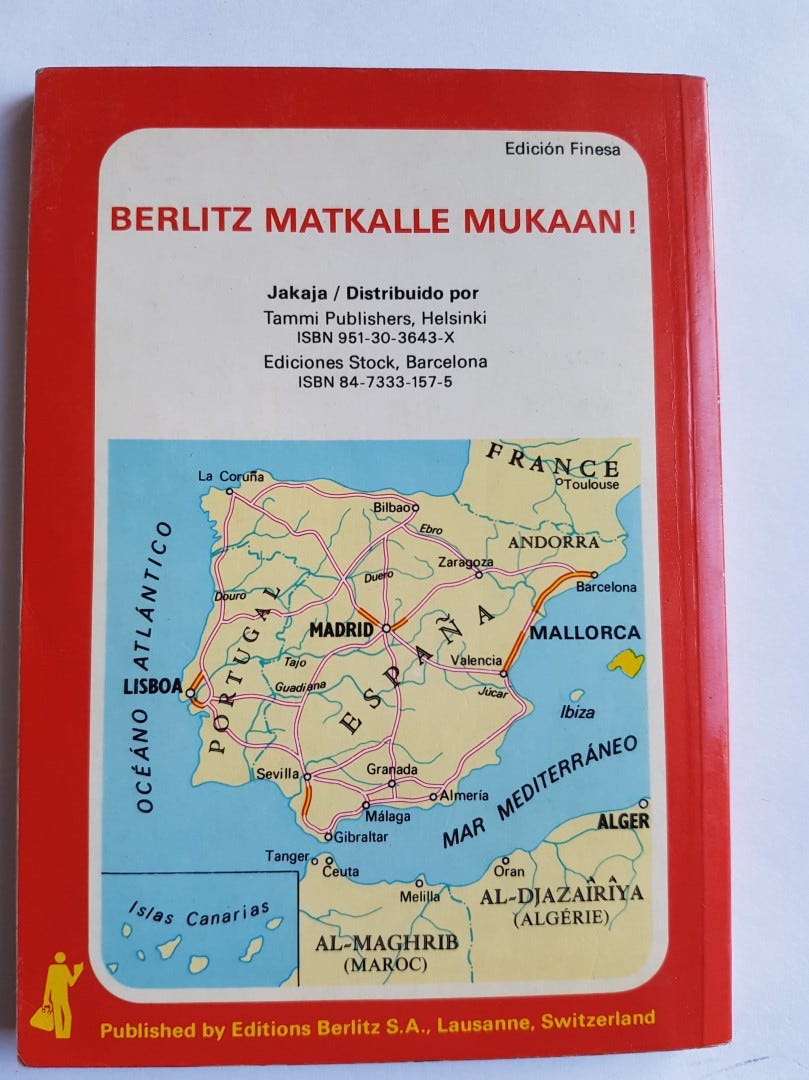 Edición Finesa
BERLITZ MATKALLE MUKAAN!
Jakaja / Distribuido por
Tammi Publishers, Helsinki
ISBN 951-30-3643-X
Ediciones Stock, Barcelona
ISBN 84-7333-157-5
FRANCE
La Coruña
Toulouse
Bilbao
Ebro
ANDORRA
Zaragoza
Duero
Barcelona
Douro
OCÉÁNO ATLÁNTICO
PORTUGAL
MADRID
ESPAÑA
MALLORCA
Tajo
Valencia
LISBOA
Guadiana
Júcar
Ibiza
MAR MEDITERRÁNEO
Sevilla
Granada
Almería
Málaga
ALGER
Gibraltar
Tanger
Ceuta
Oran
Melilla
AL-DJAZAÎRÎYA
(ALGÉRIE)
Islas Canarias
AL-MAGHRIB
(MAROC)
Published by Editions Berlitz S.A., Lausanne, Switzerland